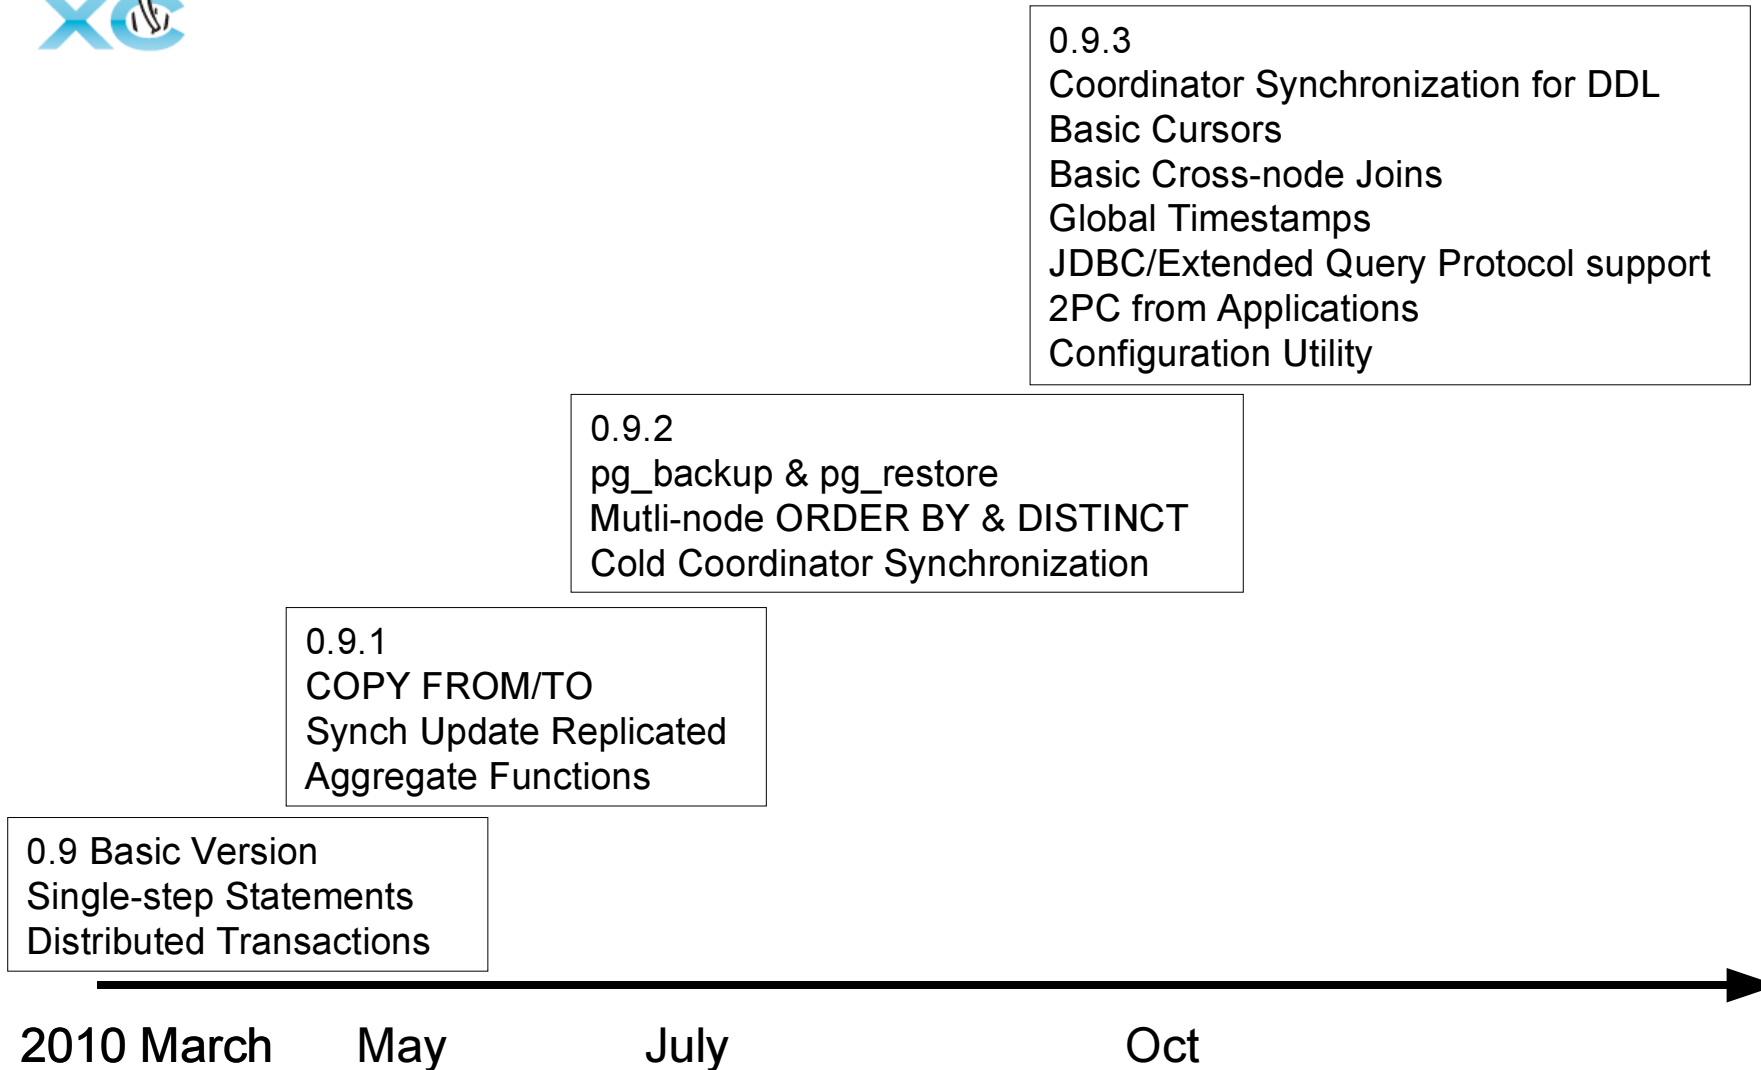 XC
0.9.3
Coordinator Synchronization for DDL
Basic Cursors
Basic Cross-node Joins
Global Timestamps
JDBC/Extended Query Protocol support
2PC from Applications
Configuration Utility
0.9.2
pg_backup & pg_restore
Mutli-node ORDER BY & DISTINCT
Cold Coordinator Synchronization
0.9.1
COPY FROM/TO
Synch Update Replicated
Aggregate Functions
0.9 Basic Version
Single-step Statements
Distributed Transactions
2010 March May July Oct